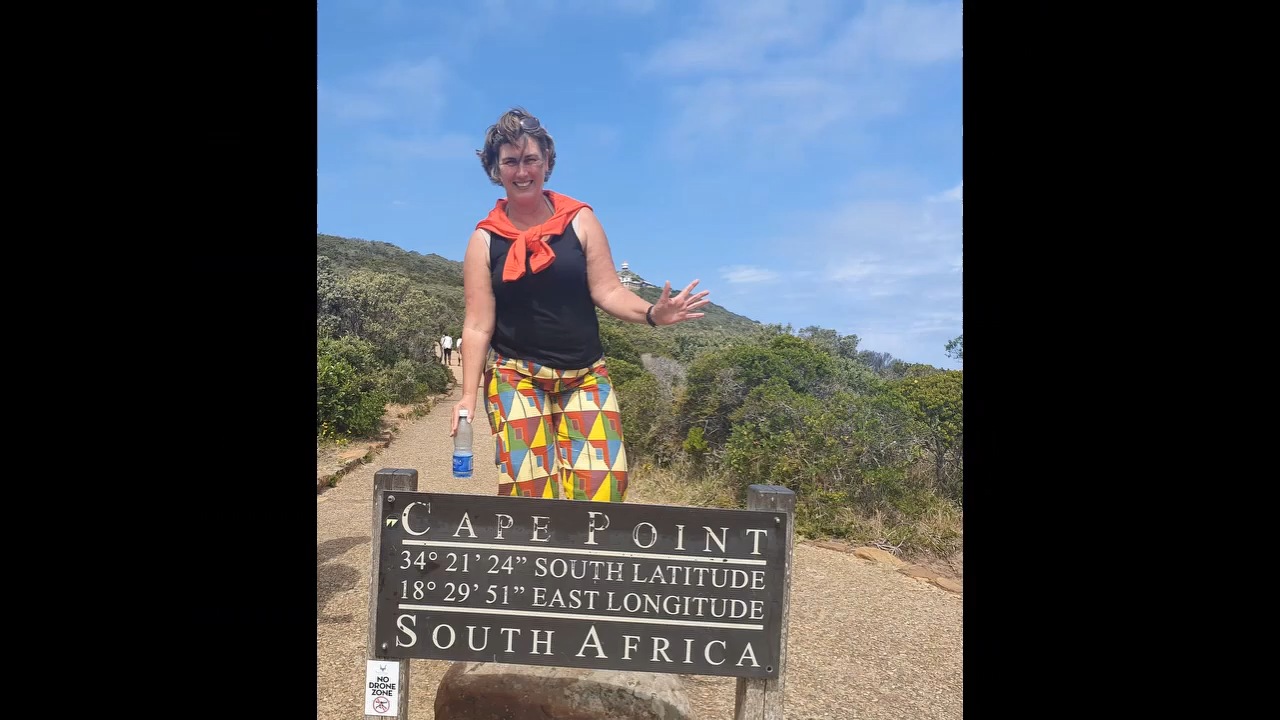 CAPE POINT
34° 21' 24" SOUTH LATITUDE
18° 29' 51" EAST LONGITUDE
SOUTH AFRICA
NO
DRONE
ZONE